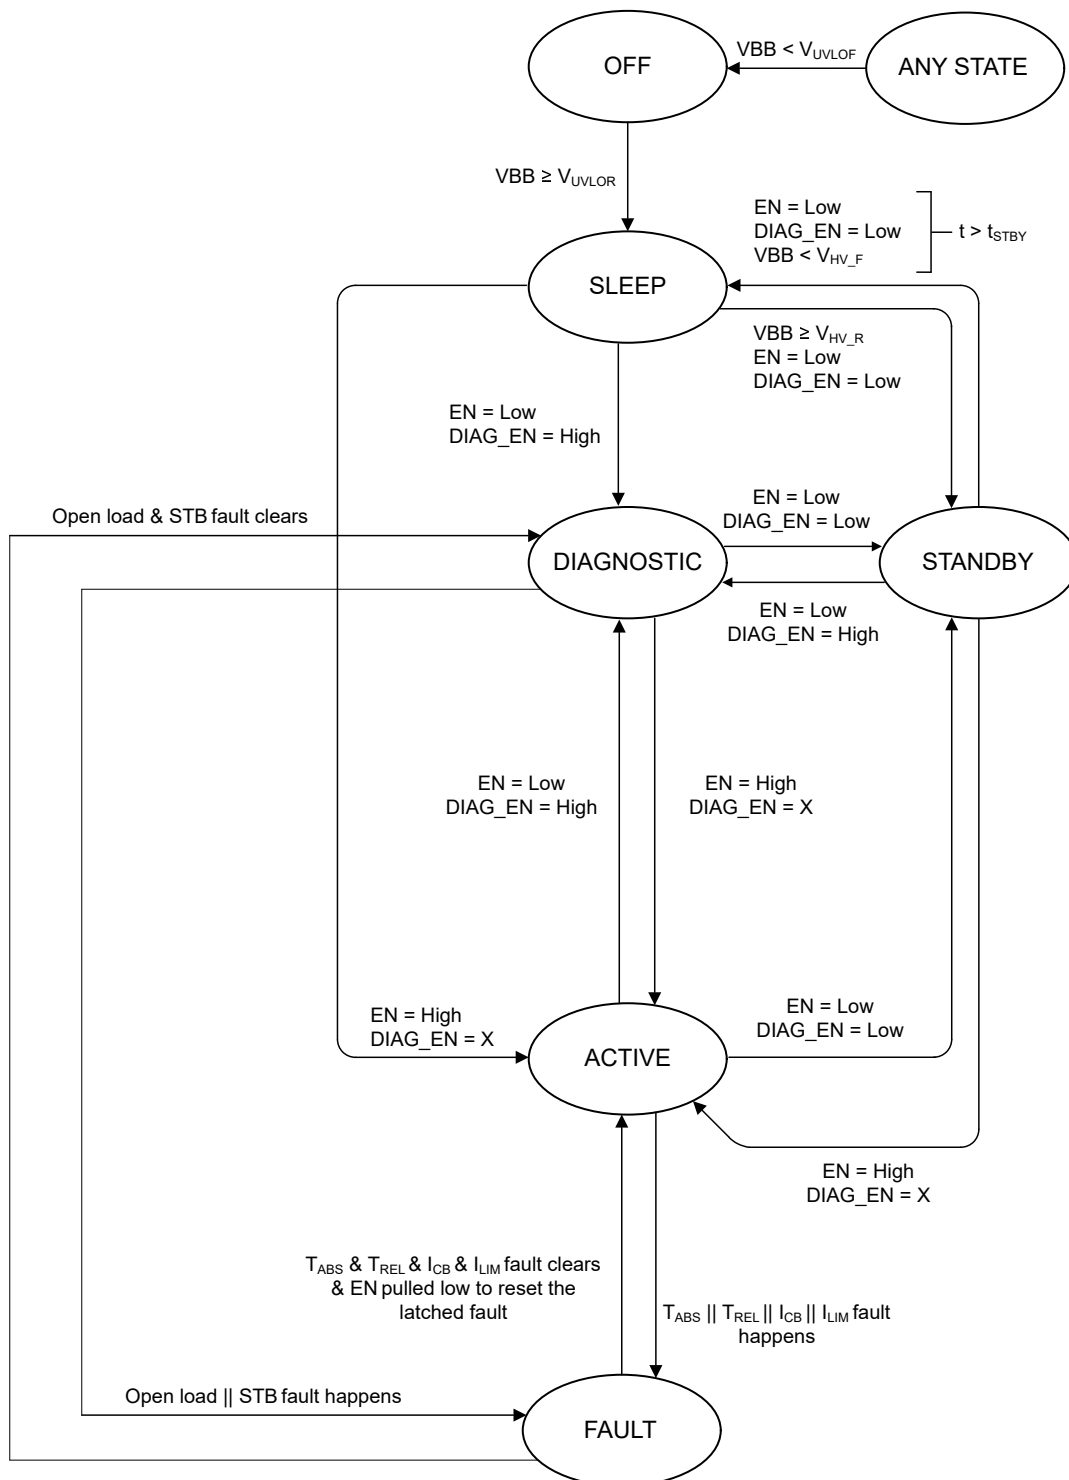 VBB < VUVLOF
OFF
ANY STATE
VBB ≥ VUVLOR
EN = Low
DIAG_EN = Low
VBB < VHV_F
t > tSTBY
SLEEP
VBB ≥ VHV_R
EN = Low
DIAG_EN = Low
EN = Low
DIAG_EN = High
Open load & STB fault clears
EN = Low
DIAG_EN = Low
DIAGNOSTIC
STANDBY
EN = Low
DIAG_EN = High
EN = Low
DIAG_EN = High
EN = High
DIAG_EN = X
EN = High
DIAG_EN = X
EN = Low
DIAG_EN = Low
ACTIVE
EN = High
DIAG_EN = X
TABS & TREL & ICB & ILIM fault clears
& EN pulled low to reset the
latched fault
TABS || TREL || ICB || ILIM fault
happens
Open load || STB fault happens
FAULT